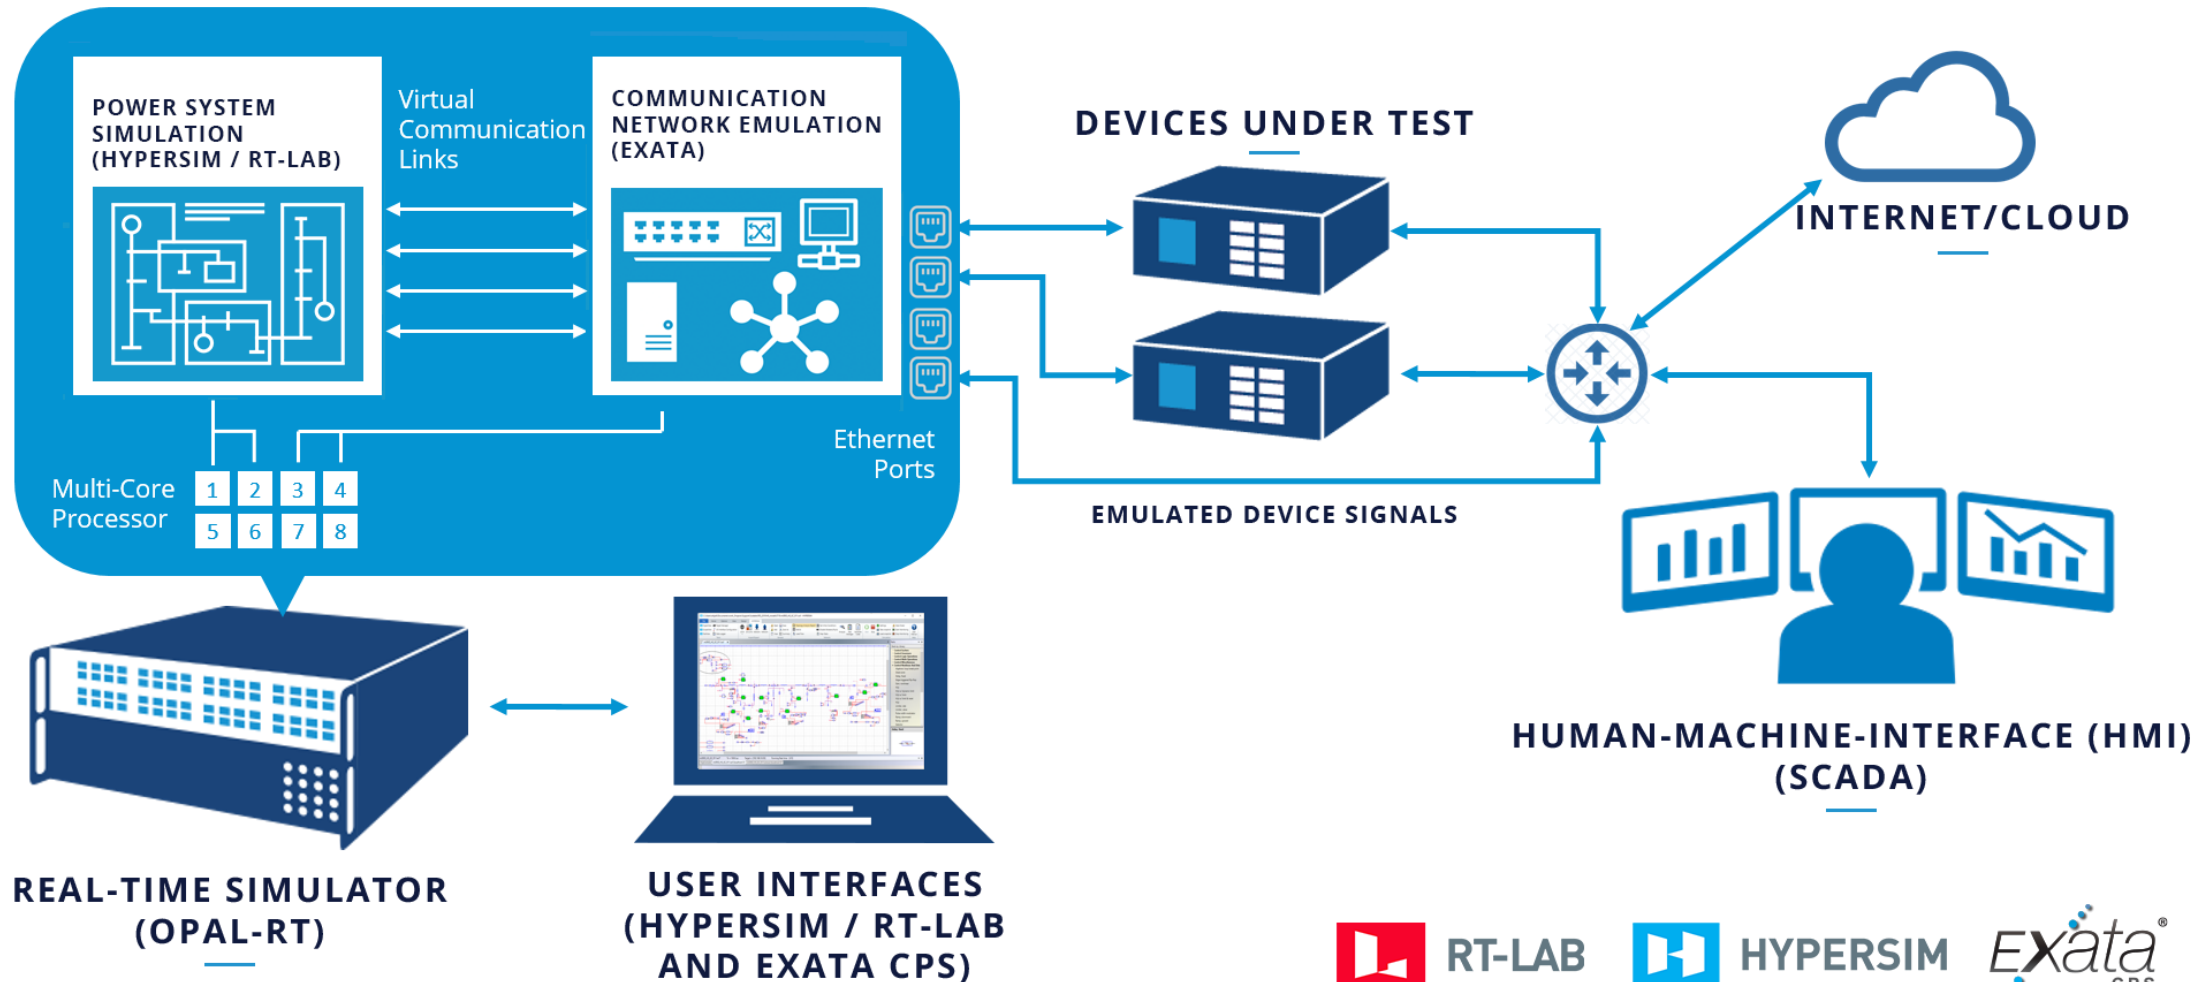 POWER SYSTEM
SIMULATION
(HYPERSIM / RT-LAB)
Virtual
Communication
Links
COMMUNICATION
NETWORK EMULATION
(EXATA)
Multi-Core
Processor
1 2 3 4
5 6 7 8
Ethernet
Ports
DEVICES UNDER TEST
EMULATED DEVICE SIGNALS
INTERNET/CLOUD
HUMAN-MACHINE-INTERFACE (HMI)
(SCADA)
REAL-TIME SIMULATOR
(OPAL-RT)
USER INTERFACES
(HYPERSIM / RT-LAB
AND EXATA CPS)
RT-LAB
HYPERSIM
EXata®
CPS